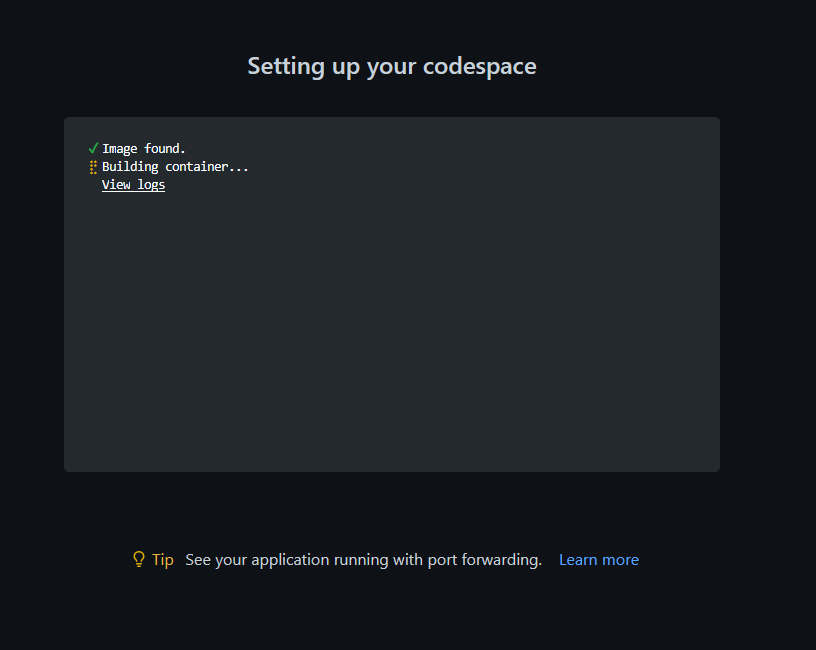 Setting up your codespace
Image found.
Building container...
View logs
Tip See your application running with port forwarding. Learn more